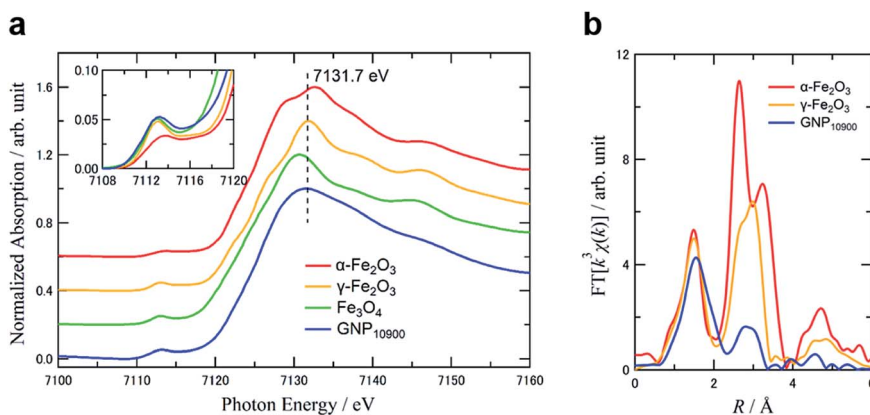 a
7131.7 eV
Normalized Absorption / arb. unit
1.6
1.2
0.8
0.4
0.0
0.10
0.05
0.00
7108 7112 7116 7120
α-Fe₂O₃
γ-Fe₂O₃
Fe₃O₄
GNP₁₀₉₀₀
7100 7110 7120 7130 7140 7150 7160
Photon Energy / eV
b
FT[k³ χ(k)] / arb. unit
12
8
4
0
α-Fe₂O₃
γ-Fe₂O₃
GNP₁₀₉₀₀
0 2 4 6
R / Å